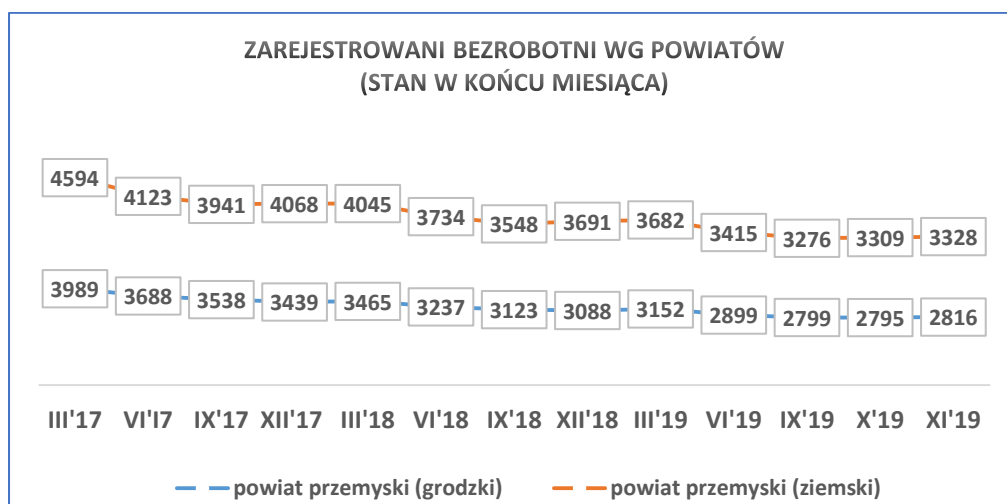 ZAREJESTROWANI BEZROBOTNI WG POWIATÓW
(STAN W KOŃCU MIESIĄCA)
4594 4123 3941 4068 4045 3734 3548 3691 3682 3415 3276 3309 3328
3989 3688 3538 3439 3465 3237 3123 3088 3152 2899 2799 2795 2816
III'17 VI'I7 IX'17 XII'17 III'18 VI'18 IX'18 XII'18 III'19 VI'19 IX'19 X'19 XI'19
powiat przemyski (grodzki) powiat przemyski (ziemski)